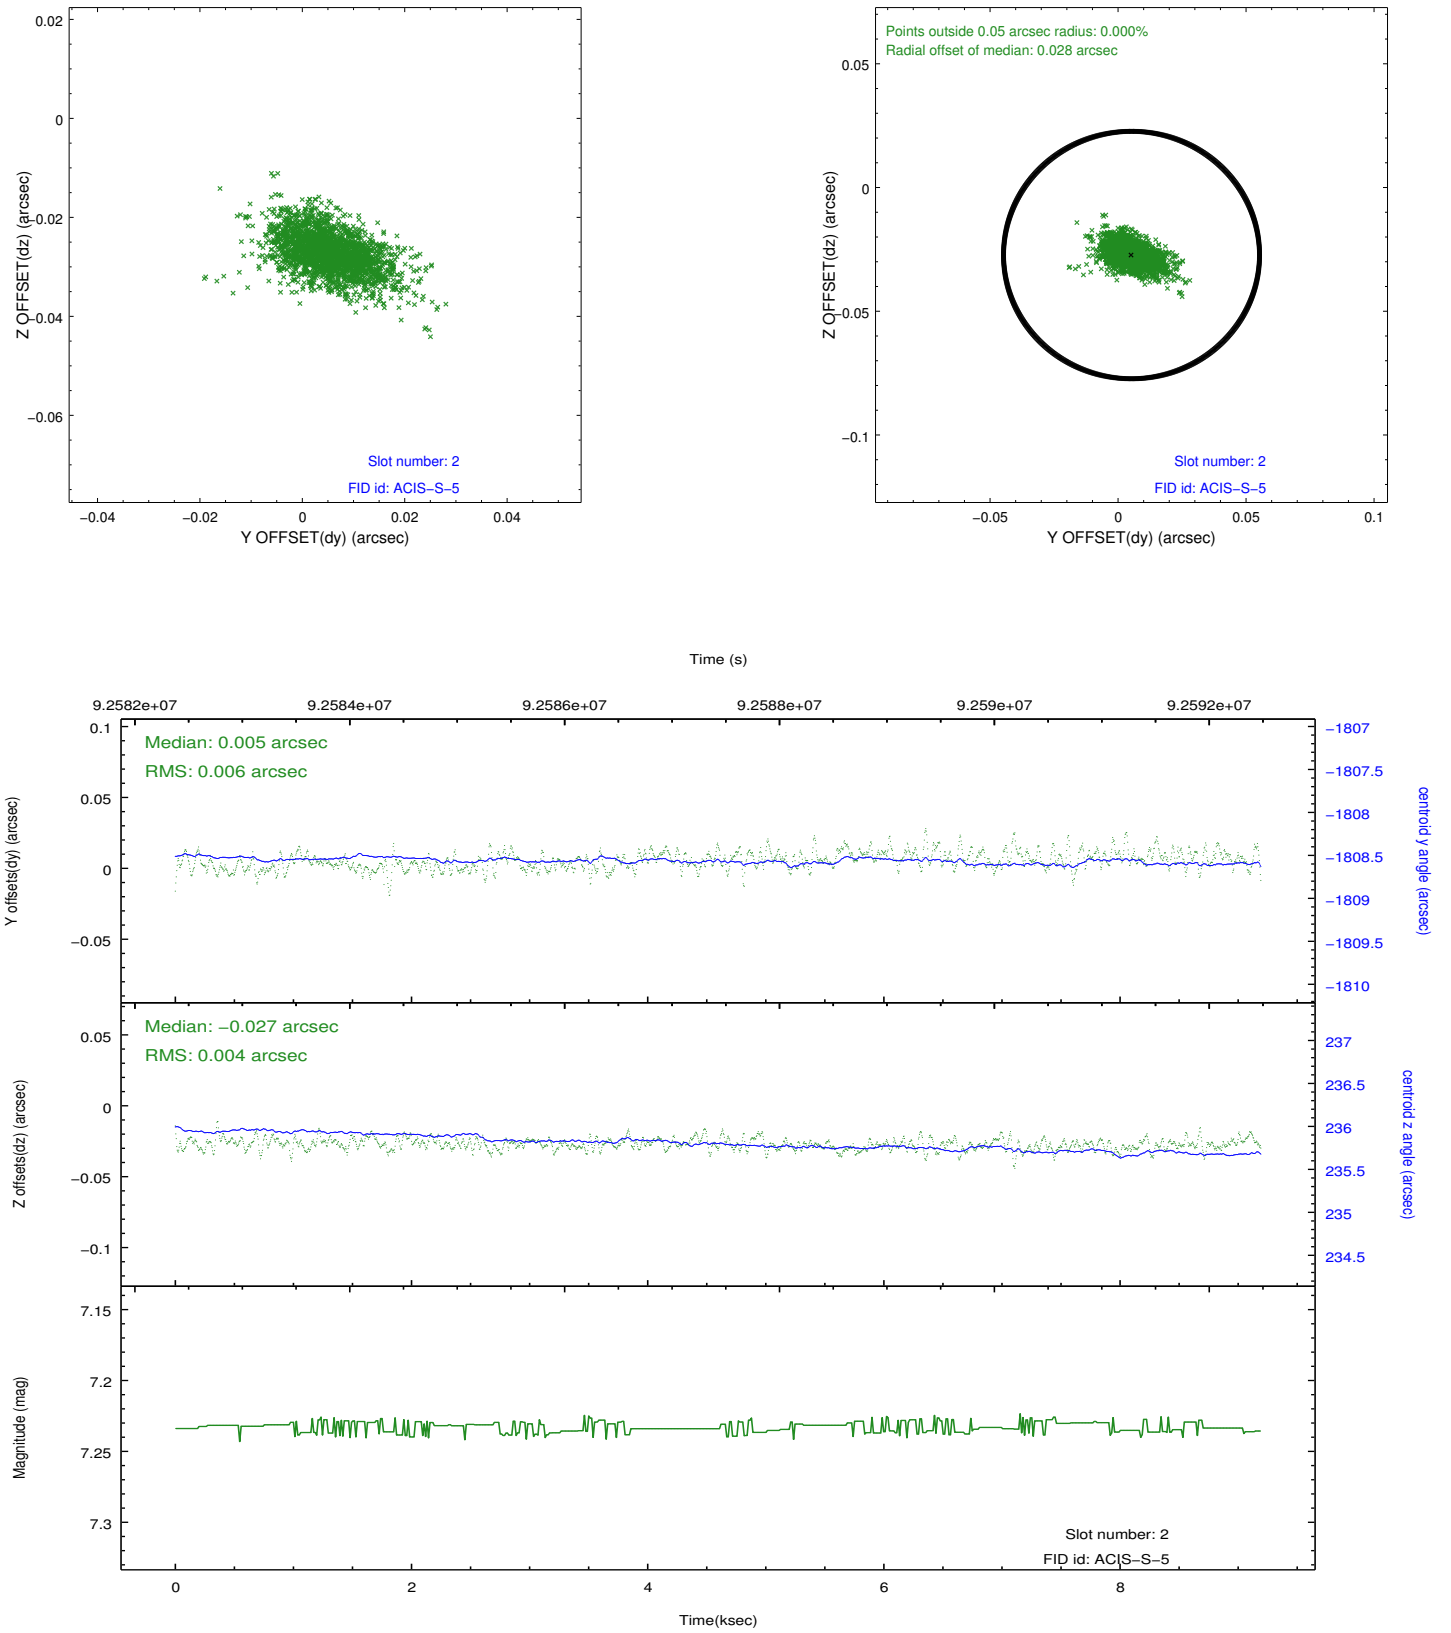 0.02
0
−0.02
−0.04
−0.06
Z OFFSET(dz) (arcsec)
Slot number: 2
FID id: ACIS−S−5
−0.04
−0.02
0
0.02
0.04
Y OFFSET(dy) (arcsec)
Points outside 0.05 arcsec radius: 0.000%
Radial offset of median: 0.028 arcsec
0.05
0
−0.05
−0.1
Z OFFSET(dz) (arcsec)
Slot number: 2
FID id: ACIS−S−5
−0.05
0
0.05
0.1
Y OFFSET(dy) (arcsec)
Time (s)
9.2582e+07
9.2584e+07
9.2586e+07
9.2588e+07
9.259e+07
9.2592e+07
Median: 0.005 arcsec
RMS: 0.006 arcsec
0.1
0.05
0
−0.05
Y offsets(dy) (arcsec)
−1807
−1807.5
−1808
−1808.5
−1809
−1809.5
−1810
centroid y angle (arcsec)
Median: −0.027 arcsec
RMS: 0.004 arcsec
0.05
0
−0.05
−0.1
Z offsets(dz) (arcsec)
237
236.5
236
235.5
235
234.5
centroid z angle (arcsec)
7.15
7.2
7.25
7.3
Magnitude (mag)
Slot number: 2
FID id: ACIS−S−5
0
2
4
6
8
Time(ksec)